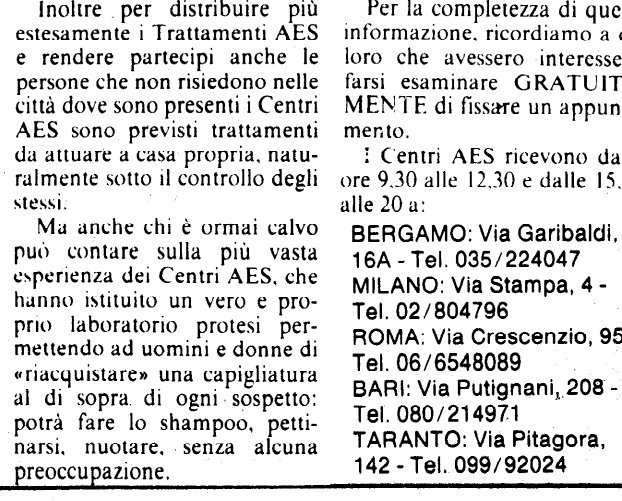 Inoltre per distribuire più
estesamente i Trattamenti AES
e rendere partecipi anche le
persone che non risiedono nelle
città dove sono presenti i Centri
AES sono previsti trattamenti
da attuare a casa propria, natu-
ralmente sotto il controllo degli
stessi.
Ma anche chi è ormai calvo
può contare sulla più vasta
esperienza dei Centri AES, che
hanno istituito un vero e pro-
prio laboratorio protesi per-
mettendo ad uomini e donne di
«riacquistare» una capigliatura
al di sopra di ogni sospetto:
potrà fare lo shampoo, petti-
narsi, nuotare, senza alcuna
preoccupazione.
Per la completezza di que
informazione, ricordiamo a
loro che avessero interesse
farsi esaminare GRATUIT
MENTE di fissare un appun
mento.
I Centri AES ricevono da
ore 9,30 alle 12,30 e dalle 15.
alle 20 a:
BERGAMO: Via Garibaldi,
16A - Tel. 035/224047
MILANO: Via Stampa, 4 -
Tel. 02/804796
ROMA: Via Crescenzio, 95
Tel. 06/6548089
BARI: Via Putignani, 208 -
Tel. 080/214971
TARANTO: Via Pitagora,
142 - Tel. 099/92024